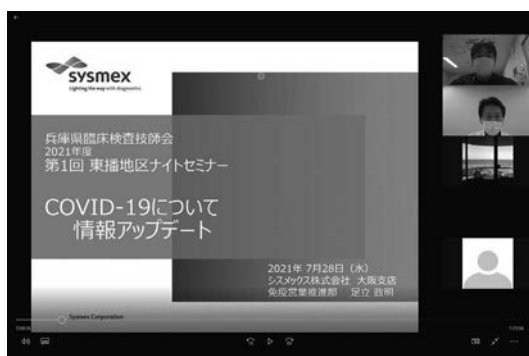 sysmex
Lighting the way with diagnostics
兵庫県臨床検査技師会
2021年度
第1回 東播地区ナイトセミナー
COVID-19について
情報アップデート
2021年 7月28日（水）
シスメックス株式会社 大阪支店
免疫営業推進部 足立 政明
Sysmex Corporation